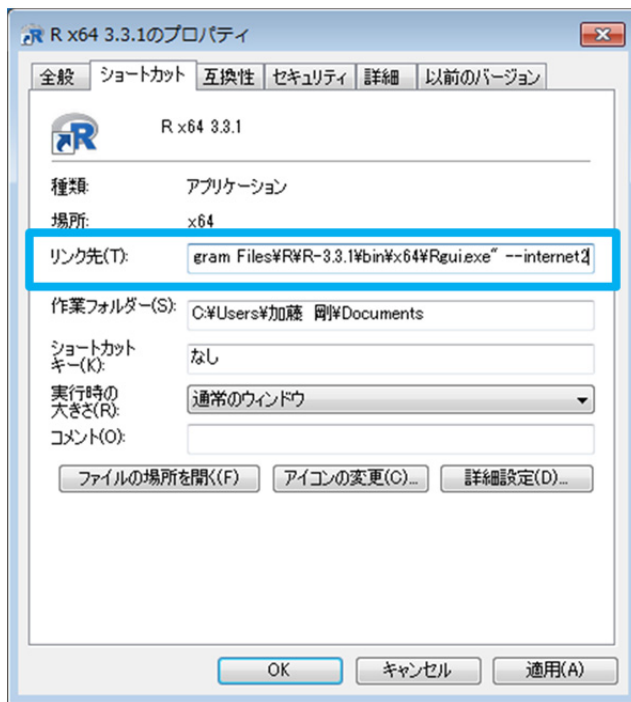 R x64 3.3.1のプロパティ
全般 ショートカット 互換性 セキュリティ 詳細 以前のバージョン
R x64 3.3.1
種類: アプリケーション
場所: x64
リンク先(T): gram Files¥R¥R-3.3.1¥bin¥x64¥Rgui.exe" --internet2
作業フォルダー(S): C:¥Users¥加藤 剛¥Documents
ショートカット
キー(K): なし
実行時の
大きさ(R): 通常のウィンドウ
コメント(O):
ファイルの場所を開く(F) アイコンの変更(C)... 詳細設定(D)...
OK キャンセル 適用(A)